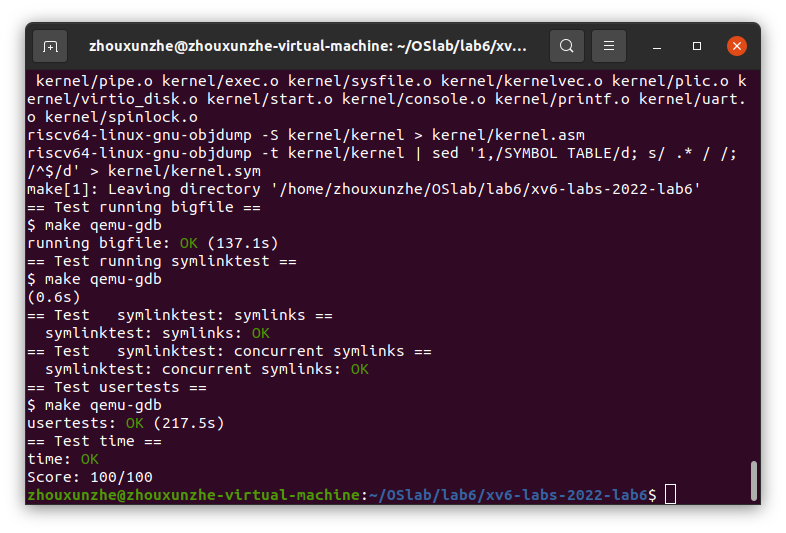 zhouxunzhe@zhouxunzhe-virtual-machine: ~/OSlab/lab6/xv...
kernel/pipe.o kernel/exec.o kernel/sysfile.o kernel/kernelvec.o kernel/plic.o k
ernel/virtio_disk.o kernel/start.o kernel/console.o kernel/printf.o kernel/uart.
o kernel/spinlock.o
riscv64-linux-gnu-objdump -S kernel/kernel > kernel/kernel.asm
riscv64-linux-gnu-objdump -t kernel/kernel | sed '1,/SYMBOL TABLE/d; s/ .* / /;
/^$/d' > kernel/kernel.sym
make[1]: Leaving directory '/home/zhouxunzhe/OSlab/lab6/xv6-labs-2022-lab6'
== Test running bigfile ==
$ make qemu-gdb
running bigfile: OK (137.1s)
== Test running symlinktest ==
$ make qemu-gdb
(0.6s)
== Test   symlinktest: symlinks ==
  symlinktest: symlinks: OK
== Test   symlinktest: concurrent symlinks ==
  symlinktest: concurrent symlinks: OK
== Test usertests ==
$ make qemu-gdb
usertests: OK (217.5s)
== Test time ==
time: OK
Score: 100/100
zhouxunzhe@zhouxunzhe-virtual-machine:~/OSlab/lab6/xv6-labs-2022-lab6$